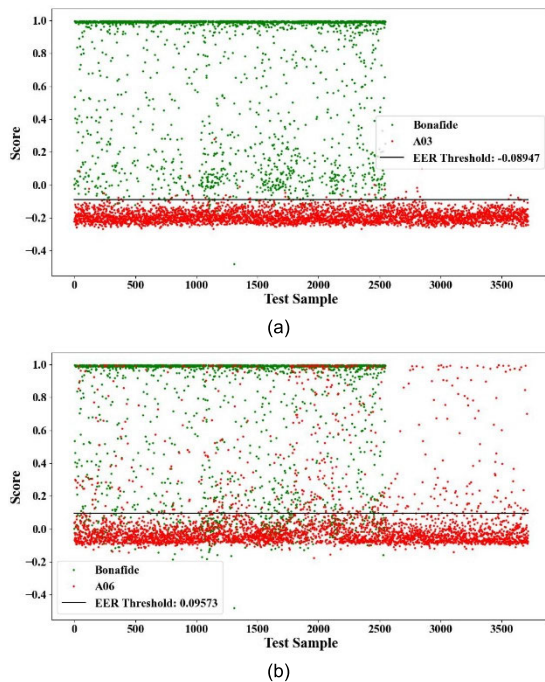 1.0
0.8
0.6
0.4
0.2
0.0
−0.2
−0.4
Score
Bonafide
A03
EER Threshold: -0.08947
0 500 1000 1500 2000 2500 3000 3500
Test Sample
(a)
1.0
0.8
0.6
0.4
0.2
0.0
−0.2
−0.4
Score
Bonafide
A06
EER Threshold: 0.09573
0 500 1000 1500 2000 2500 3000 3500
Test Sample
(b)